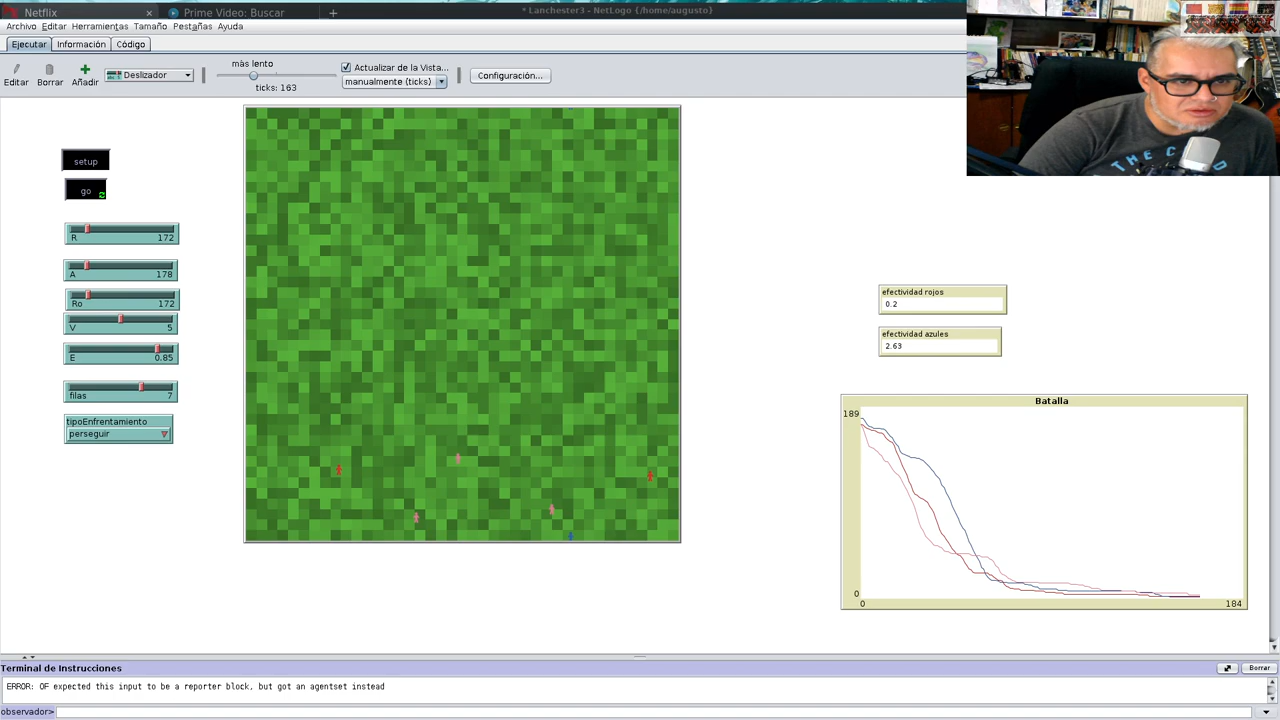 Netflix × Prime Video: Buscar +
* Lanchester3 - NetLogo {/home/augusto}
Archivo Editar Herramientas Tamaño Pestañas Ayuda
Ejecutar Información Código
Editar Borrar Añadir
Deslizador
más lento
ticks: 163
Actualizar de la Vista...
manualmente (ticks)
Configuración...
setup
go
R 172
A 178
Ro 172
V 5
E 0.85
filas 7
tipoEnfrentamiento
perseguir
efectividad rojos
0.2
efectividad azules
2.63
Batalla
189
0
0 184
Terminal de Instrucciones
Borrar
ERROR: OF expected this input to be a reporter block, but got an agentset instead
observador>